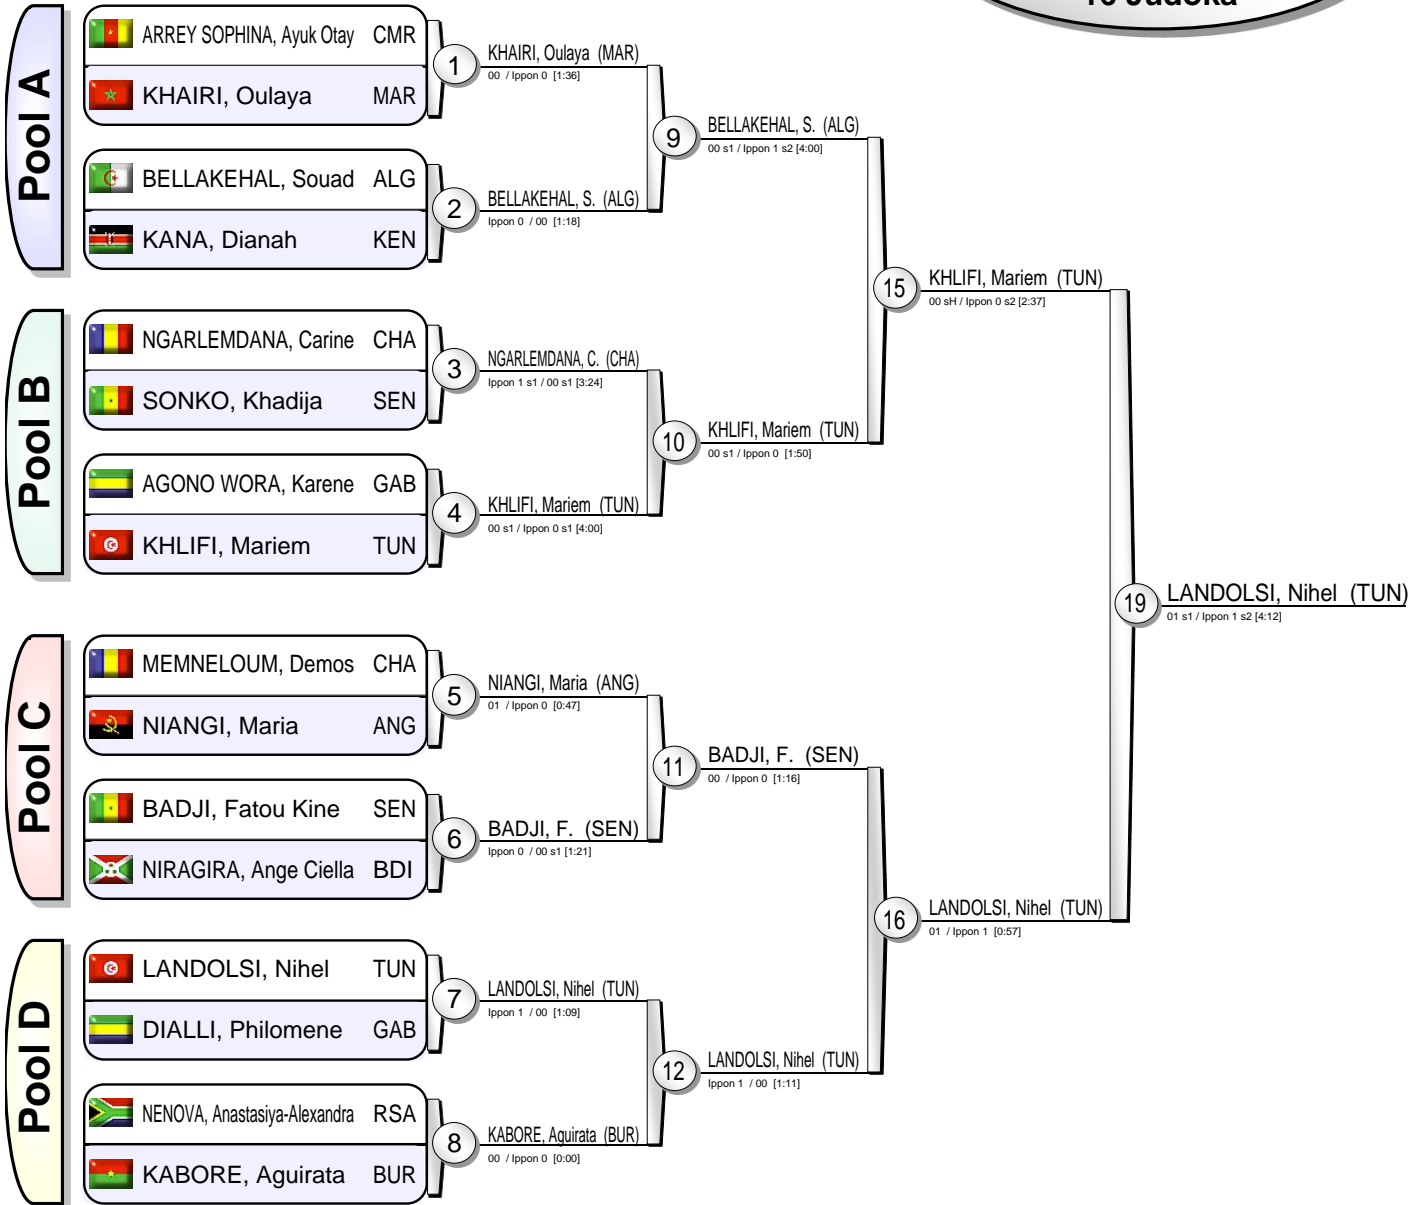 16 Judoka
Pool A
ARREY SOPHINA, Ayuk Otay CMR
KHAIRI, Oulaya MAR
BELLAKEHAL, Souad ALG
KANA, Dianah KEN
1
KHAIRI, Oulaya (MAR)
00 / Ippon 0 [1:36]
2
BELLAKEHAL, S. (ALG)
Ippon 0 / 00 [1:18]
9
BELLAKEHAL, S. (ALG)
00 s1 / Ippon 1 s2 [4:00]
Pool B
NGARLEMDANA, Carine CHA
SONKO, Khadija SEN
AGONO WORA, Karene GAB
KHLIFI, Mariem TUN
3
NGARLEMDANA, C. (CHA)
Ippon 1 s1 / 00 s1 [3:24]
4
KHLIFI, Mariem (TUN)
00 s1 / Ippon 0 s1 [4:00]
10
KHLIFI, Mariem (TUN)
00 s1 / Ippon 0 [1:50]
15
KHLIFI, Mariem (TUN)
00 sH / Ippon 0 s2 [2:37]
Pool C
MEMNELOUM, Demos CHA
NIANGI, Maria ANG
BADJI, Fatou Kine SEN
NIRAGIRA, Ange Ciella BDI
5
NIANGI, Maria (ANG)
01 / Ippon 0 [0:47]
6
BADJI, F. (SEN)
Ippon 0 / 00 s1 [1:21]
11
BADJI, F. (SEN)
00 / Ippon 0 [1:16]
Pool D
LANDOLSI, Nihel TUN
DIALLI, Philomene GAB
NENOVA, Anastasiya-Alexandra RSA
KABORE, Aguirata BUR
7
LANDOLSI, Nihel (TUN)
Ippon 1 / 00 [1:09]
8
KABORE, Aguirata (BUR)
00 / Ippon 0 [0:00]
12
LANDOLSI, Nihel (TUN)
Ippon 1 / 00 [1:11]
16
LANDOLSI, Nihel (TUN)
01 / Ippon 1 [0:57]
19
LANDOLSI, Nihel (TUN)
01 s1 / Ippon 1 s2 [4:12]